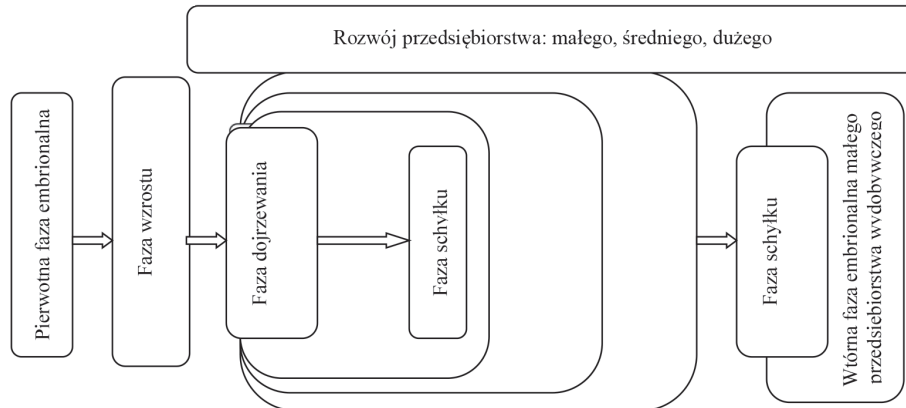 Rozwój przedsiębiorstwa: małego, średniego, dużego
Pierwotna faza embrionalna
Faza wzrostu
Faza dojrzewania
Faza schyłku
Faza schyłku
Wtórna faza embrionalna małego
przedsiębiorstwa wydobywczego